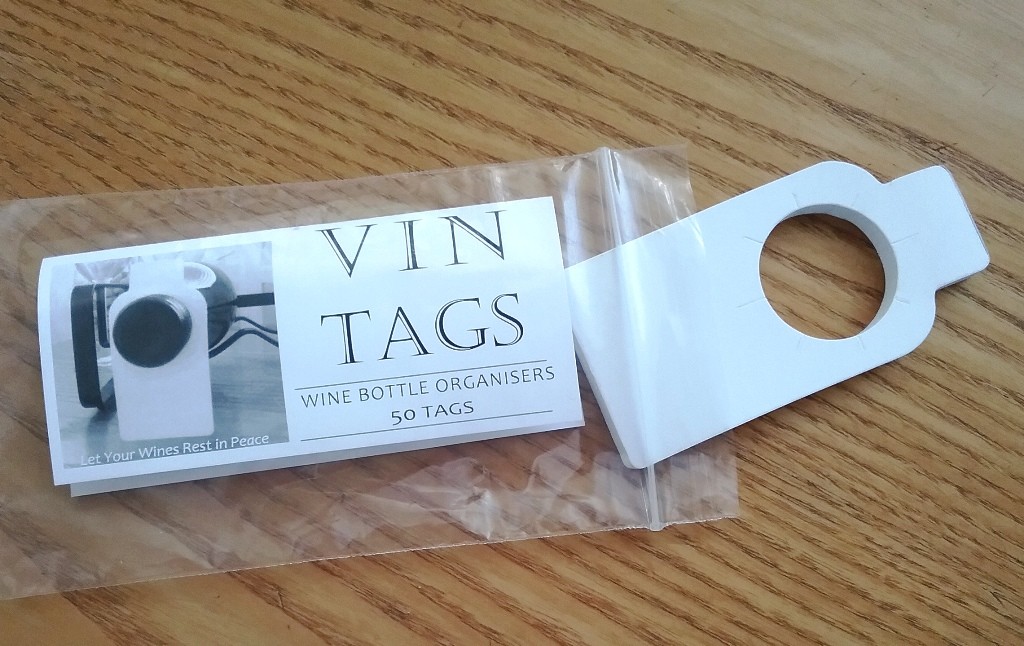 VIN
TAGS
WINE BOTTLE ORGANISERS
50 TAGS
Let Your Wines Rest in Peace